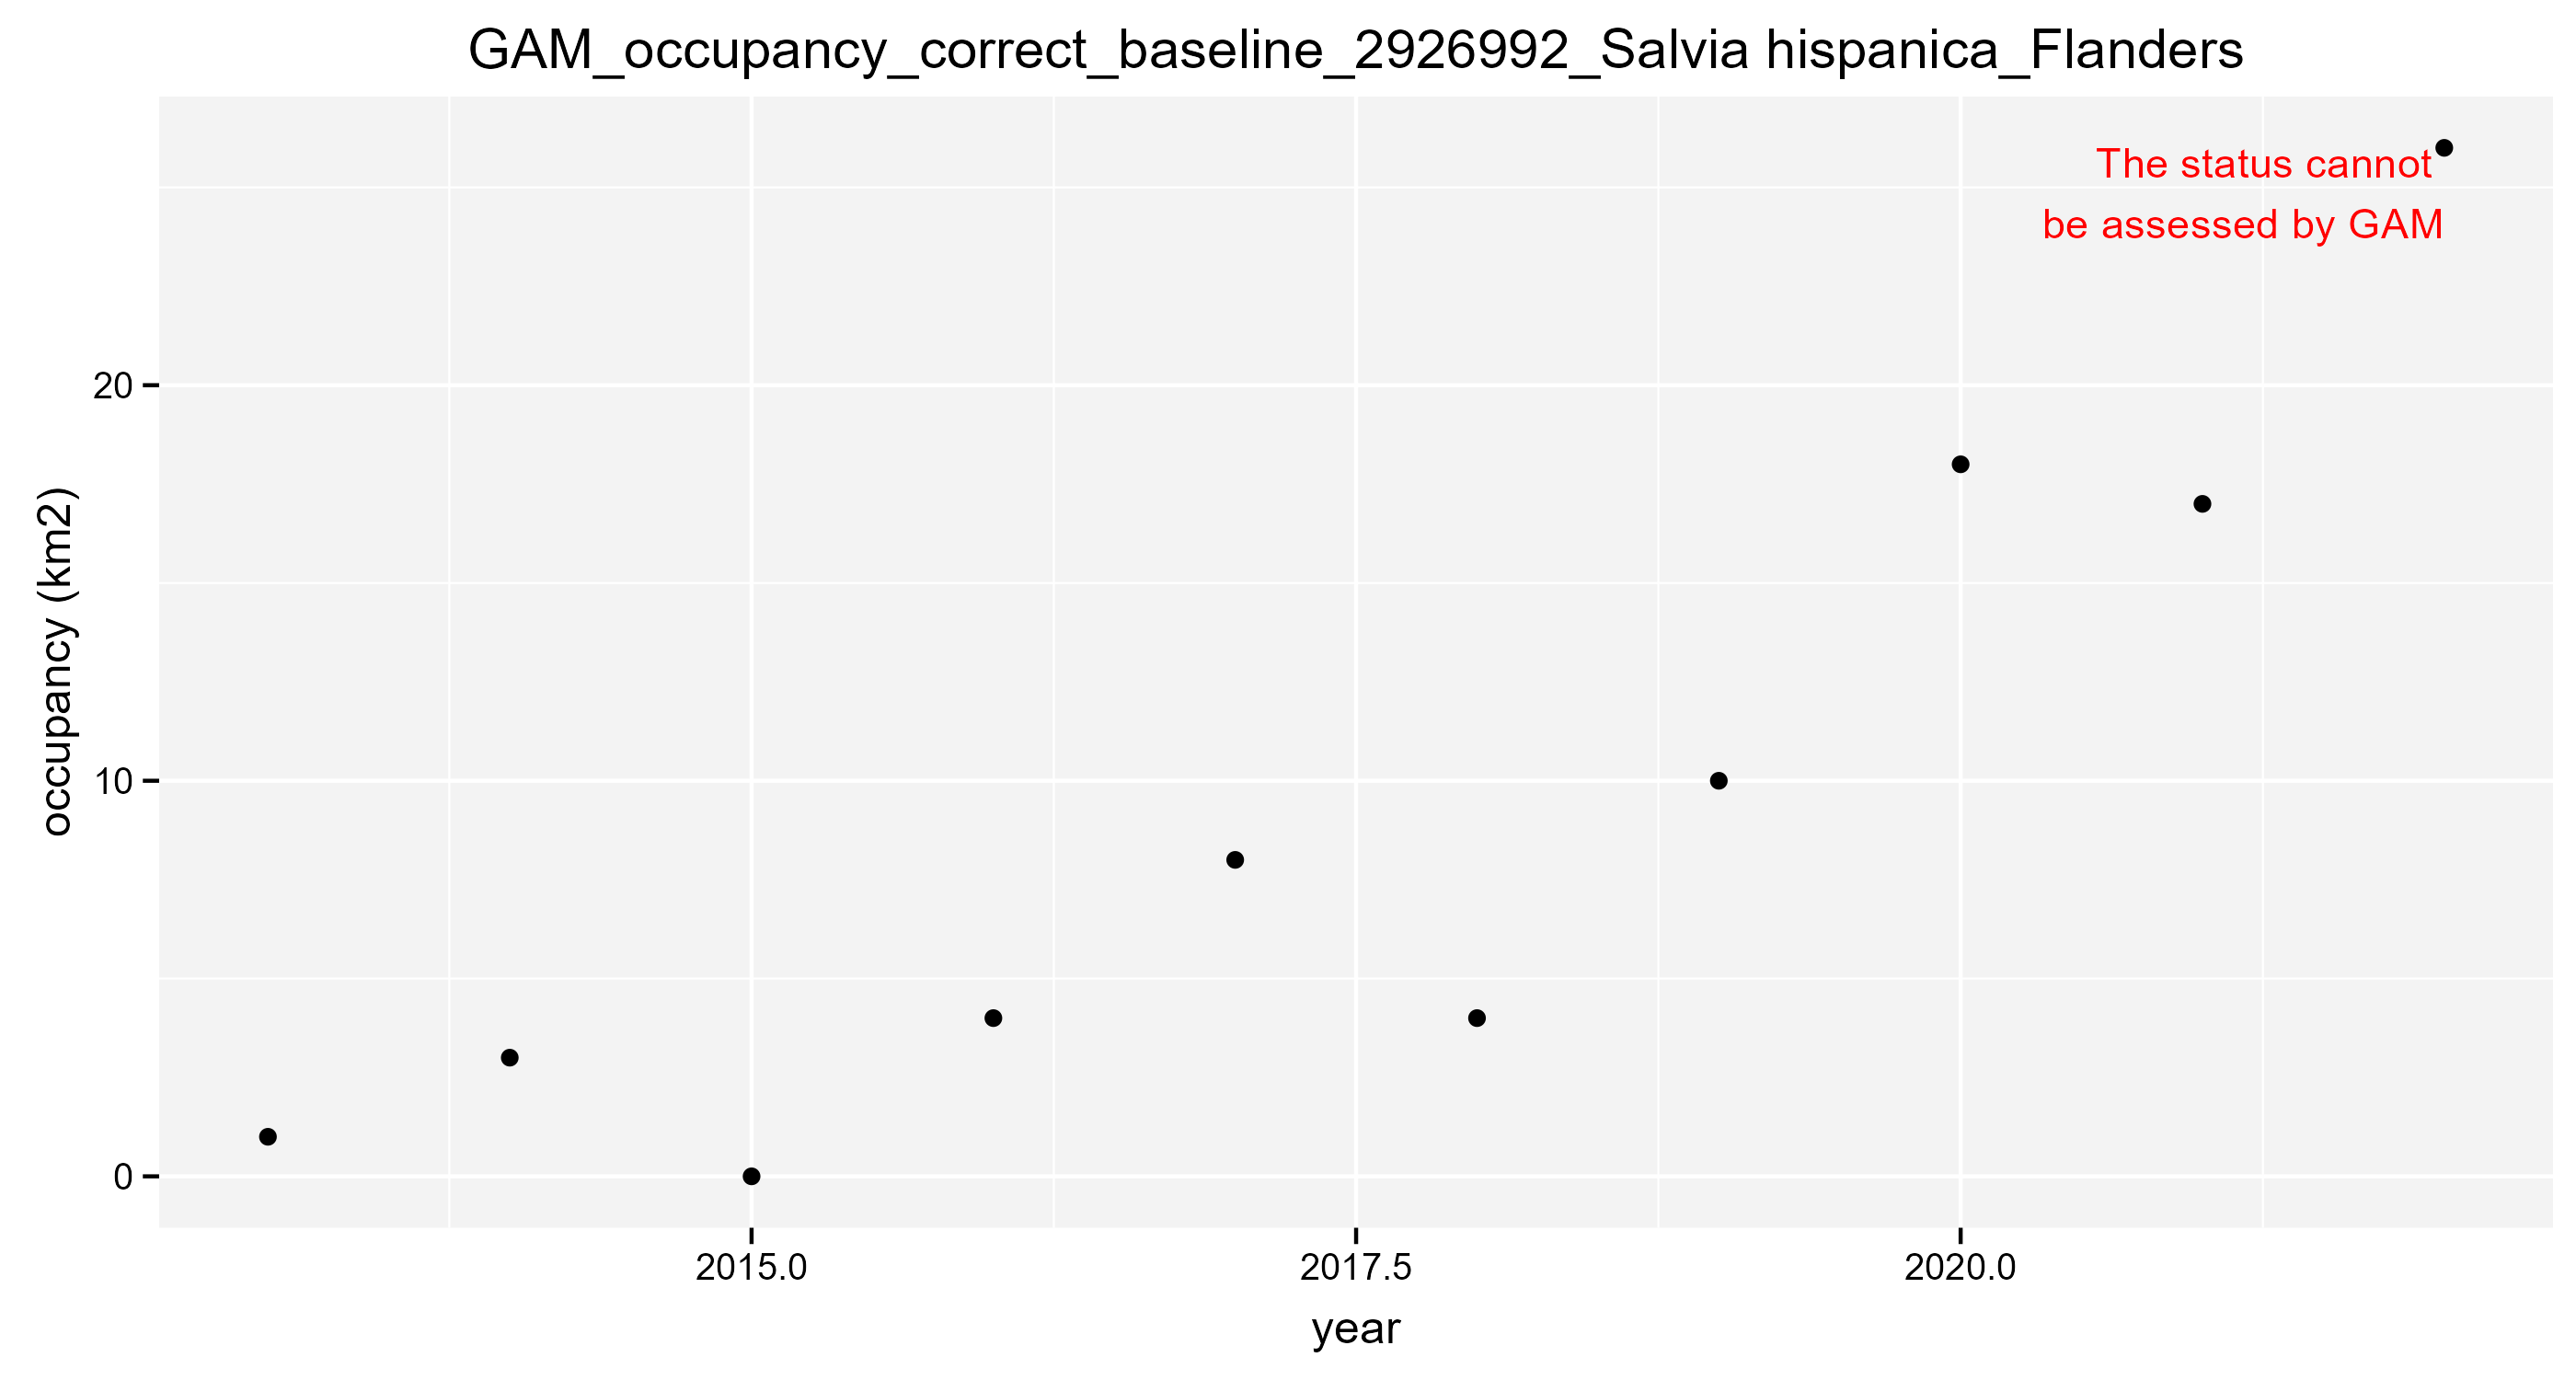 GAM_occupancy_correct_baseline_2926992_Salvia hispanica_Flanders
The status cannot
be assessed by GAM
20
10
0
occupancy (km2)
2015.0 2017.5 2020.0
year